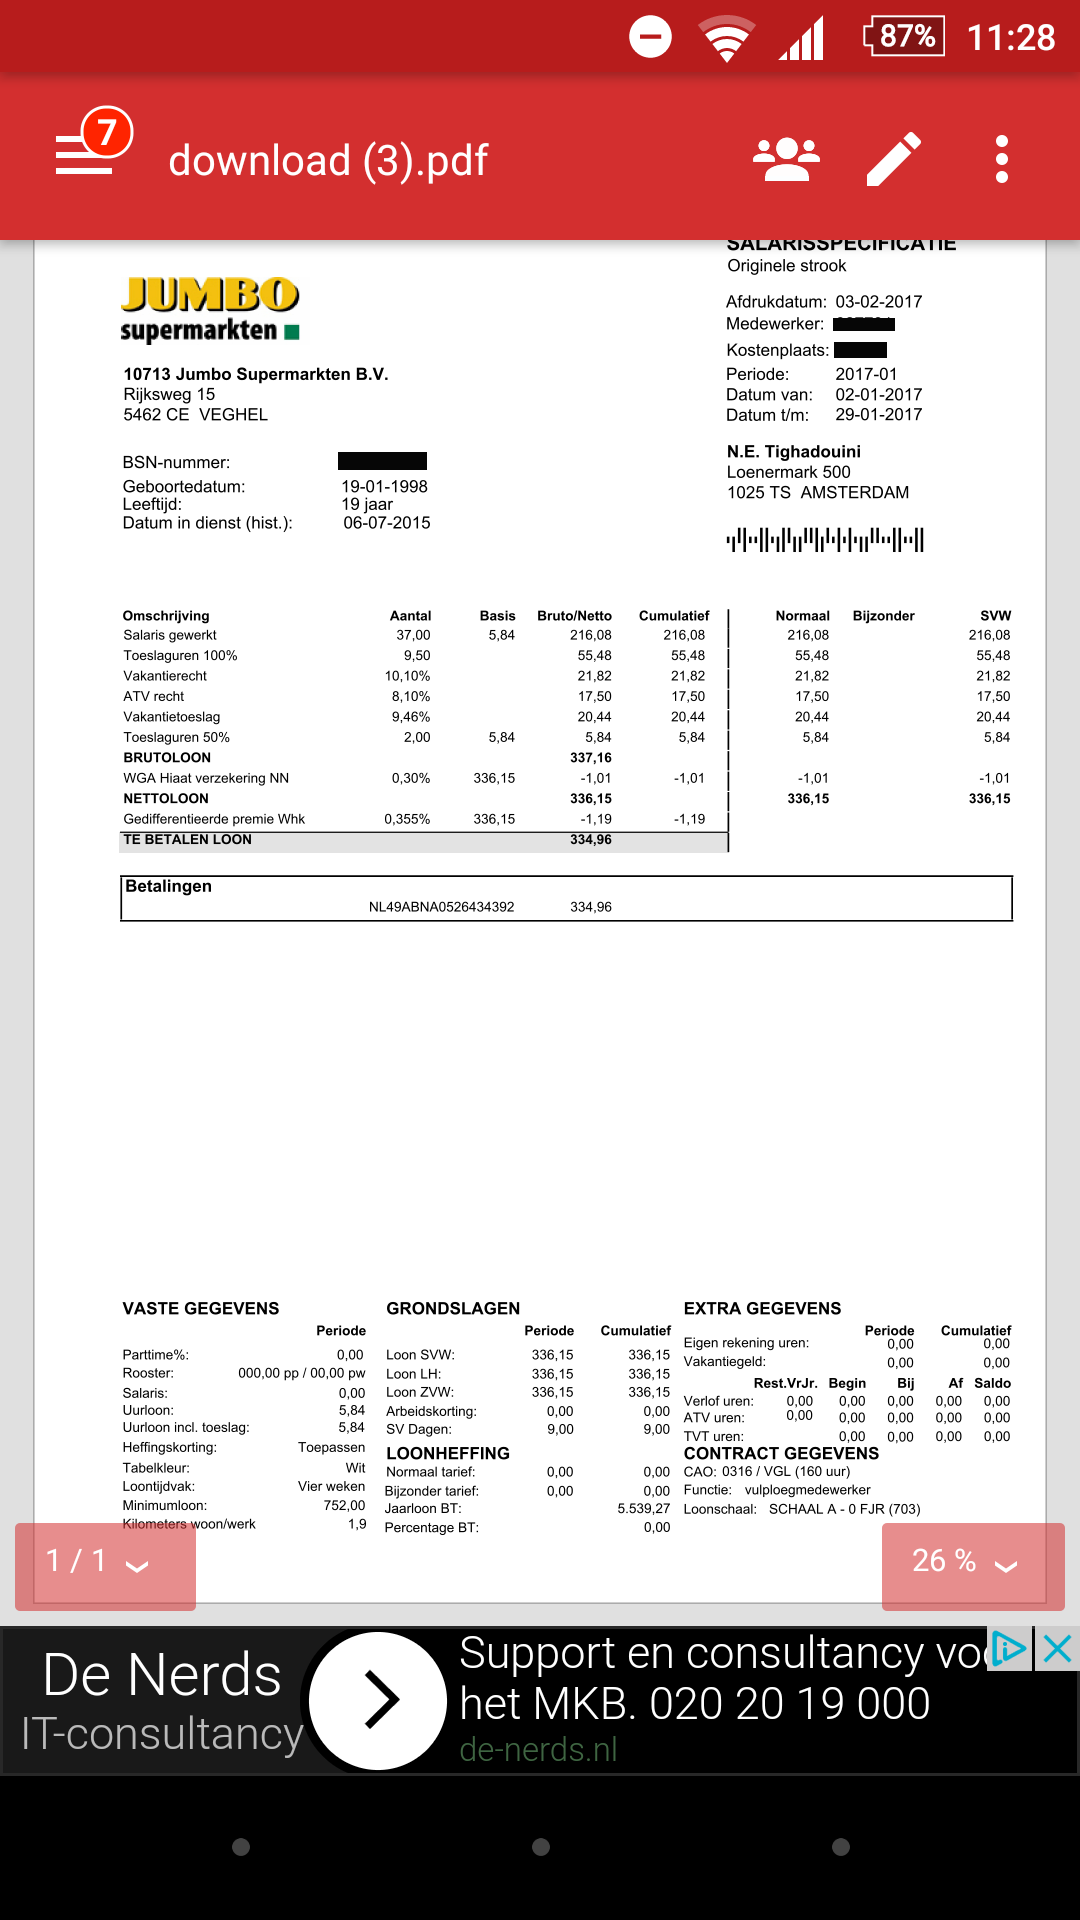 87% 11:28
7
download (3).pdf
SALARISSPECIFICATIE
Originele strook
JUMBO
supermarkten
Afdrukdatum: 03-02-2017
Medewerker:
Kostenplaats:
10713 Jumbo Supermarkten B.V.
Rijksweg 15
5462 CE VEGHEL
Periode: 2017-01
Datum van: 02-01-2017
Datum t/m: 29-01-2017
BSN-nummer:
Geboortedatum: 19-01-1998
Leeftijd: 19 jaar
Datum in dienst (hist.): 06-07-2015
N.E. Tighadouini
Loenermark 500
1025 TS AMSTERDAM
Omschrijving Aantal Basis Bruto/Netto Cumulatief Normaal Bijzonder SVW
Salaris gewerkt 37,00 5,84 216,08 216,08 216,08 216,08
Toeslaguren 100% 9,50 55,48 55,48 55,48 55,48
Vakantierecht 10,10% 21,82 21,82 21,82 21,82
ATV recht 8,10% 17,50 17,50 17,50 17,50
Vakantietoeslag 9,46% 20,44 20,44 20,44 20,44
Toeslaguren 50% 2,00 5,84 5,84 5,84 5,84 5,84
BRUTOLOON 337,16
WGA Hiaat verzekering NN 0,30% 336,15 -1,01 -1,01 -1,01 -1,01
NETTOLOON 336,15 336,15 336,15
Gedifferentieerde premie Whk 0,355% 336,15 -1,19 -1,19
TE BETALEN LOON 334,96
Betalingen
NL49ABNA0526434392 334,96
VASTE GEGEVENS
Periode
Parttime%: 0,00
Rooster: 000,00 pp / 00,00 pw
Salaris: 0,00
Uurloon: 5,84
Uurloon incl. toeslag: 5,84
Heffingskorting: Toepassen
Tabelkleur: Wit
Loontijdvak: Vier weken
Minimumloon: 752,00
Kilometers woon/werk 1,9
GRONDSLAGEN
Periode Cumulatief
Loon SVW: 336,15 336,15
Loon LH: 336,15 336,15
Loon ZVW: 336,15 336,15
Arbeidskorting: 0,00 0,00
SV Dagen: 9,00 9,00
LOONHEFFING
Normaal tarief: 0,00 0,00
Bijzonder tarief: 0,00 0,00
Jaarloon BT: 5.539,27
Percentage BT: 0,00
EXTRA GEGEVENS
Periode Cumulatief
Eigen rekening uren: 0,00 0,00
Vakantiegeld: 0,00 0,00
Rest.VrJr. Begin Bij Af Saldo
Verlof uren: 0,00 0,00 0,00 0,00 0,00
ATV uren: 0,00 0,00 0,00 0,00 0,00
TVT uren: 0,00 0,00 0,00 0,00
CONTRACT GEGEVENS
CAO: 0316 / VGL (160 uur)
Functie: vulploegmedewerker
Loonschaal: SCHAAL A - 0 FJR (703)
1 / 1
26 %
De Nerds
IT-consultancy
Support en consultancy voo
het MKB. 020 20 19 000
de-nerds.nl